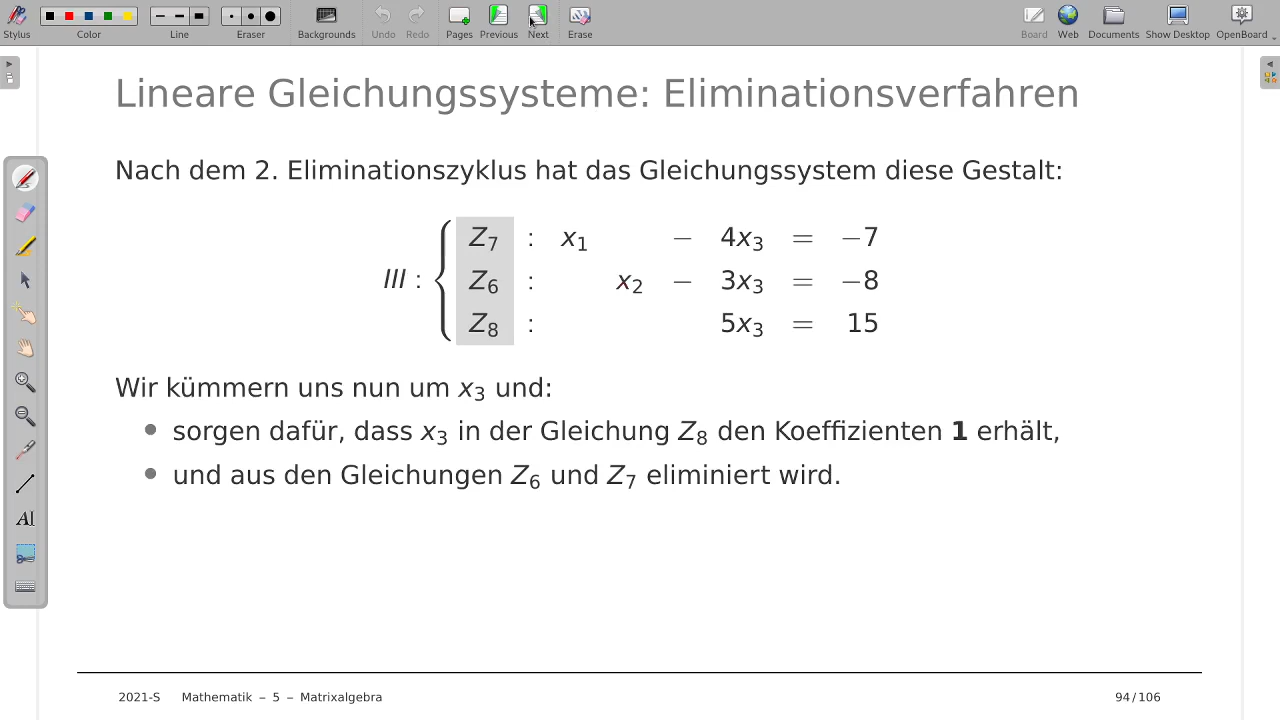 Stylus Color Line Eraser Backgrounds Undo Redo Pages Previous Next Erase Board Web Documents Show Desktop OpenBoard
Lineare Gleichungssysteme: Eliminationsverfahren
Nach dem 2. Eliminationszyklus hat das Gleichungssystem diese Gestalt:
Z₇ : x₁ − 4x₃ = −7
III : { Z₆ : x₂ − 3x₃ = −8
Z₈ : 5x₃ = 15
Wir kümmern uns nun um x₃ und:
• sorgen dafür, dass x₃ in der Gleichung Z₈ den Koeffizienten 1 erhält,
• und aus den Gleichungen Z₆ und Z₇ eliminiert wird.
AI
2021-S Mathematik – 5 – Matrixalgebra 94/106